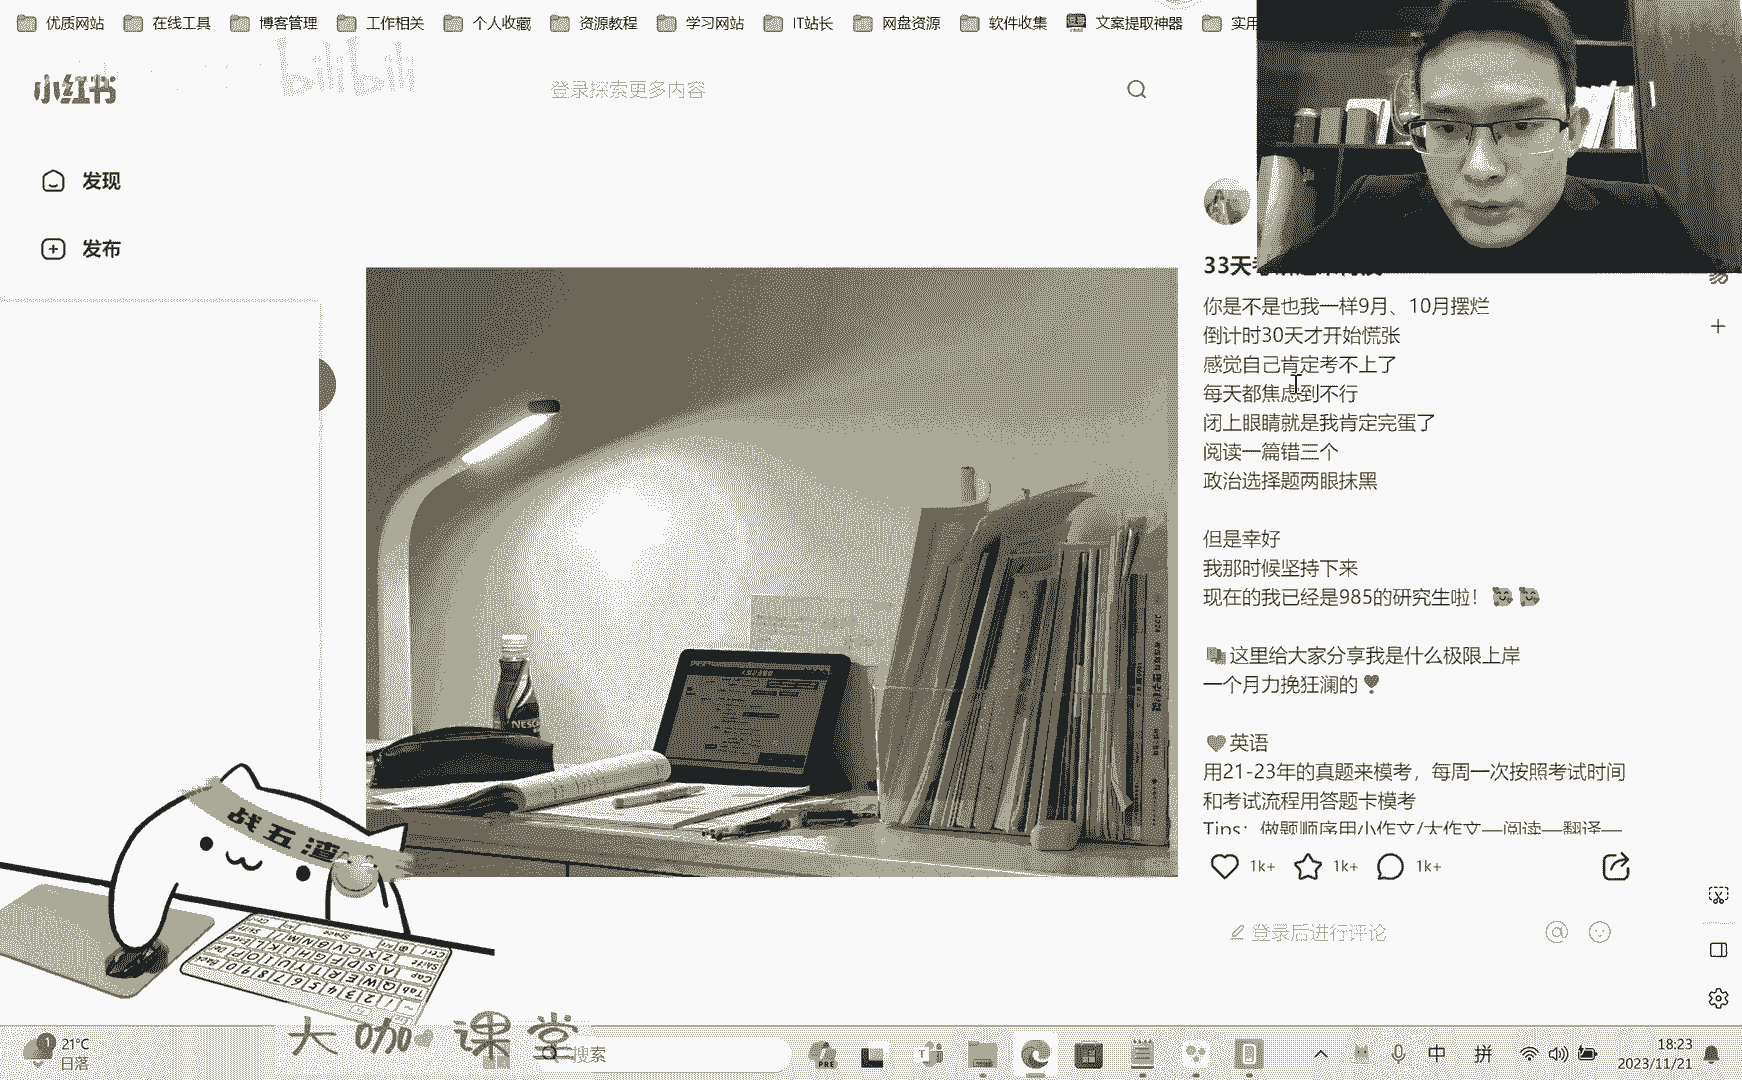 优质网站 在线工具 博客管理 工作相关 个人收藏 资源教程 学习网站 IT站长 网盘资源 软件收集 文案提取神器 实用
bilibili
小红书
登录探索更多内容
发现
发布
33天
你是不是也我一样9月、10月摆烂
倒计时30天才开始慌张
感觉自己肯定考不上了
每天都焦虑到不行
闭上眼睛就是我肯定完蛋了
阅读一篇错三个
政治选择题两眼抹黑
但是幸好
我那时候坚持下来
现在的我已经是985的研究生啦！
这里给大家分享我是什么极限上岸
一个月力挽狂澜的
英语
用21-23年的真题来模考，每周一次按照考试时间
和考试流程用答题卡模考
Tips：做题顺序用小作文/大作文—阅读—翻译—
1k+ 1k+ 1k+
登录后进行评论
NESC
战五渣
大咖课堂
21°C
日落
搜索
PRE
中 拼
18:23
2023/11/21